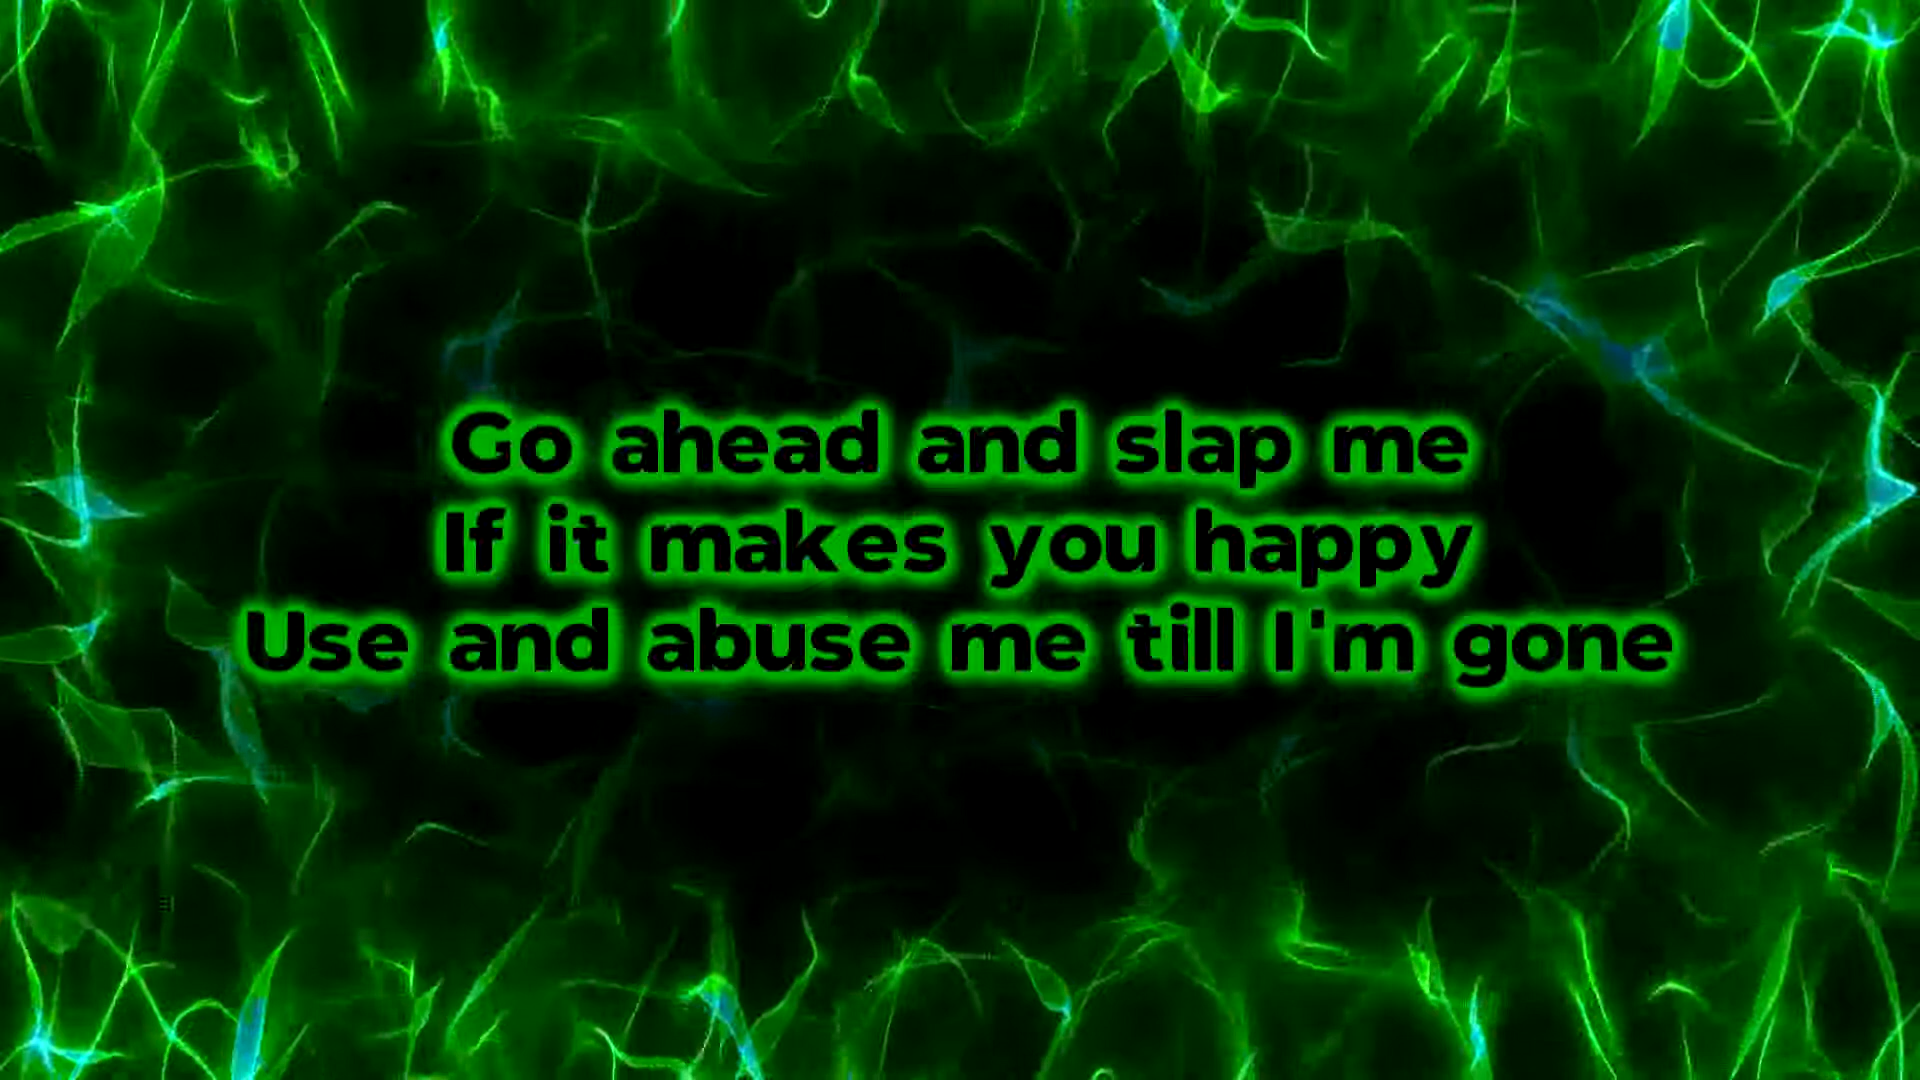 Go ahead and slap me
If it makes you happy
Use and abuse me till I'm gone